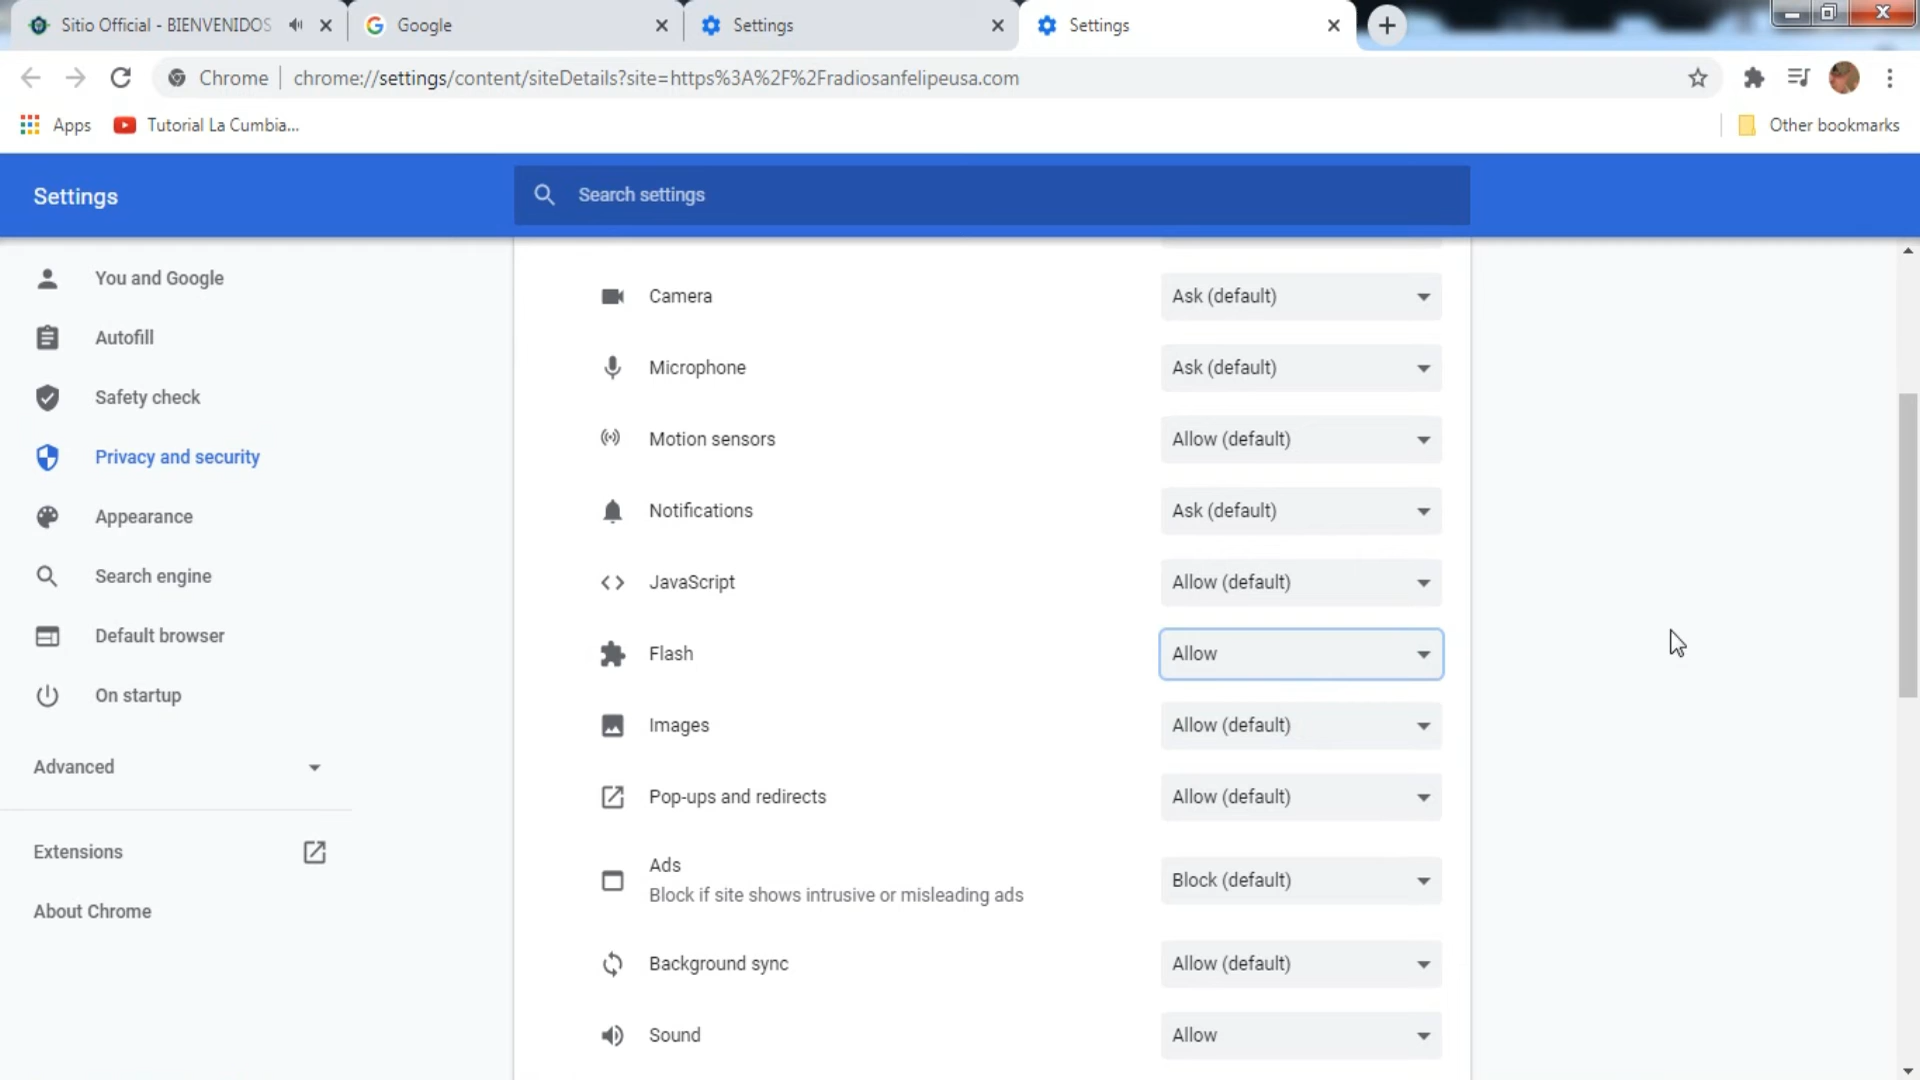 Sitio Official - BIENVENIDOS
Google
Settings
Settings
Chrome
chrome://settings/content/siteDetails?site=https%3A%2F%2Fradiosanfelipeusa.com
Apps
Tutorial La Cumbia...
Other bookmarks
Settings
Search settings
You and Google
Autofill
Safety check
Privacy and security
Appearance
Search engine
Default browser
On startup
Advanced
Extensions
About Chrome
Camera
Ask (default)
Microphone
Ask (default)
Motion sensors
Allow (default)
Notifications
Ask (default)
JavaScript
Allow (default)
Flash
Allow
Images
Allow (default)
Pop-ups and redirects
Allow (default)
Ads
Block if site shows intrusive or misleading ads
Block (default)
Background sync
Allow (default)
Sound
Allow